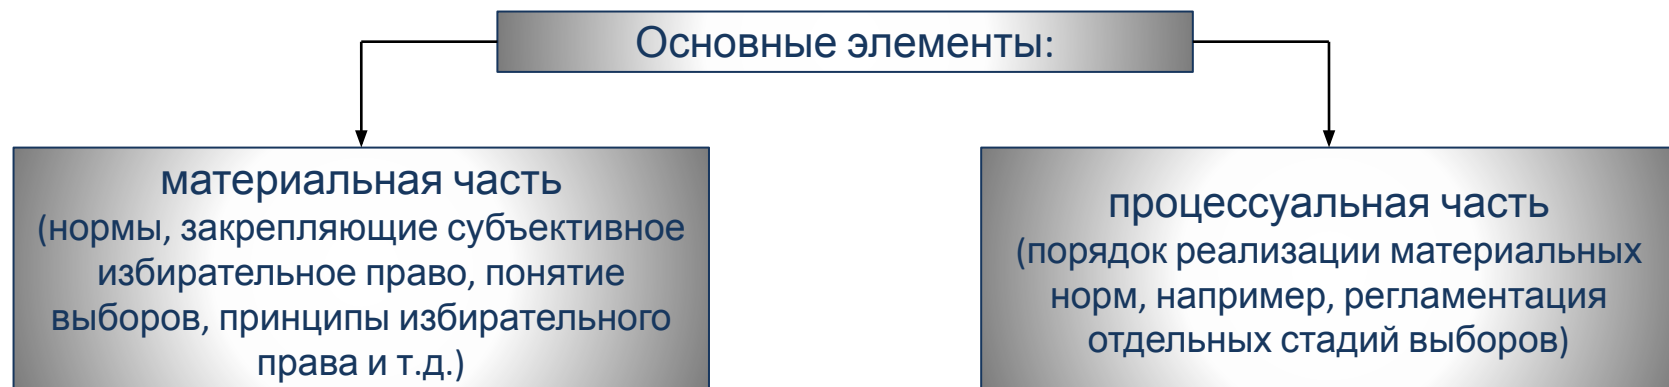 Основные элементы:
материальная часть
(нормы, закрепляющие субъективное
избирательное право, понятие
выборов, принципы избирательного
права и т.д.)
процессуальная часть
(порядок реализации материальных
норм, например, регламентация
отдельных стадий выборов)